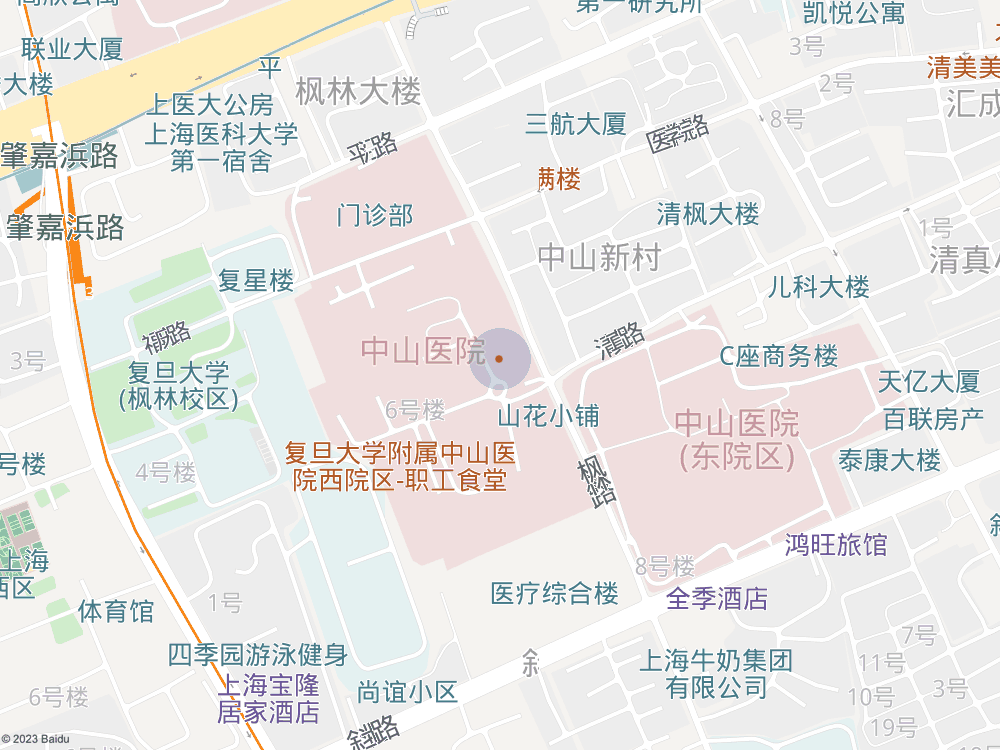 第一研究所
凯悦公寓
联业大厦
3号
平
清美美
大楼
2号
上医大公房
枫林大楼
汇成
上海医科大学
第一宿舍
三航大厦
医学院路
8号
肇嘉浜路
平江路
满楼
门诊部
清枫大楼
肇嘉浜路
1号
中山新村
清真
复星楼
儿科大楼
3号
中山医院
清真路
C座商务楼
复旦大学
(枫林校区)
天亿大厦
6号楼
山花小铺
中山医院
(东院区)
百联房产
复旦大学附属中山医
院西院区-职工食堂
号楼
4号楼
枫
路
泰康大楼
上海
西区
鸿旺旅馆
8号楼
医疗综合楼
全季酒店
1号
体育馆
7号
四季园游泳健身
上海牛奶集团
有限公司
11号
上海宝隆
居家酒店
尚谊小区
6号楼
10号
3号
19号
斜土路
© 2023 Baidu